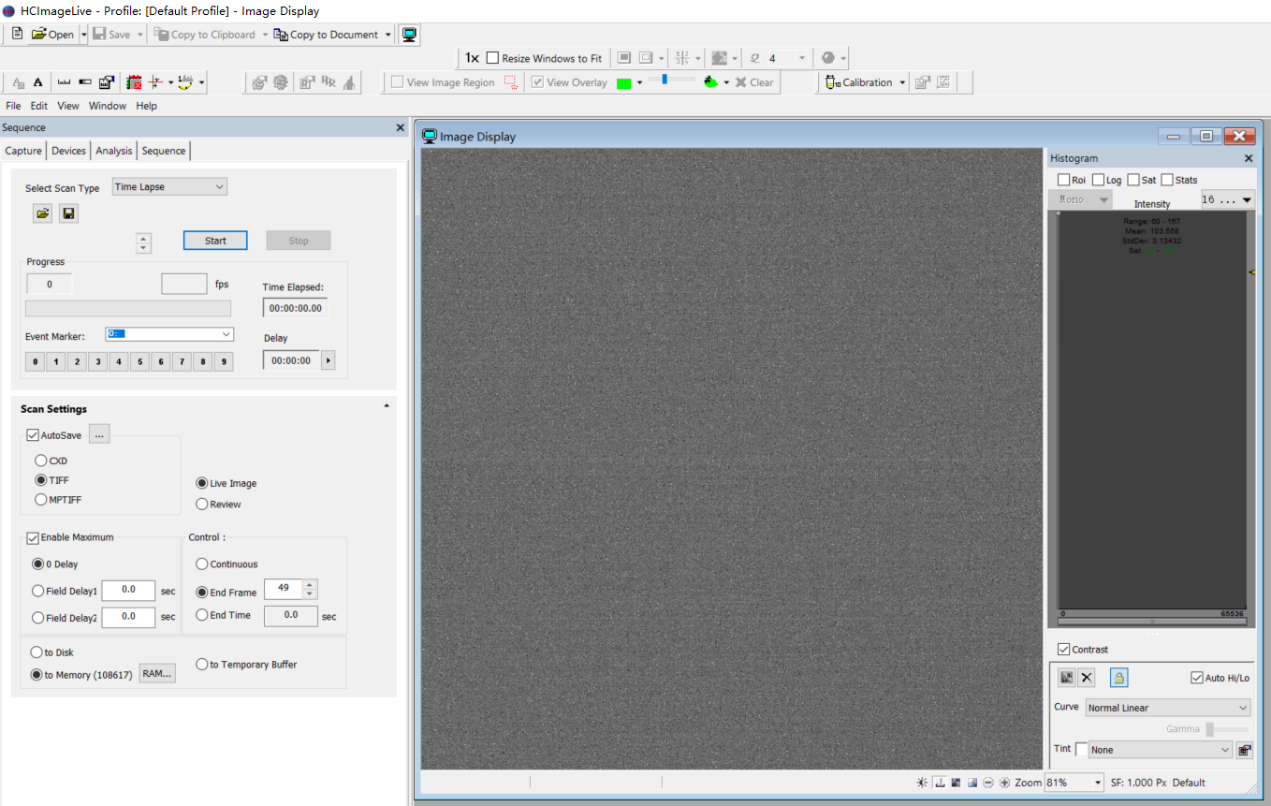 HCImageLive - Profile: [Default Profile] - Image Display
Open Save Copy to Clipboard Copy to Document
1x Resize Windows to Fit 4
A View Image Region View Overlay Clear Calibration
File Edit View Window Help
Sequence
Capture Devices Analysis Sequence
Select Scan Type Time Lapse
Start Stop
Progress
0 fps Time Elapsed:
00:00:00.00
Event Marker: 0: Delay
0 1 2 3 4 5 6 7 8 9 00:00:00
Scan Settings
AutoSave ...
CXD
TIFF
MPTIFF
Live Image
Review
Enable Maximum Control :
0 Delay Continuous
Field Delay1 0.0 sec End Frame 49
Field Delay2 0.0 sec End Time 0.0 sec
to Disk
to Memory (108617) RAM... to Temporary Buffer
Image Display
Histogram
Roi Log Sat Stats
Mono Intensity 16 ...
Range: 60 - 167
Mean: 103.558
StdDev: 3.13432
Sat:
0 65536
Contrast
Auto Hi/Lo
Curve Normal Linear
Gamma
Tint None
Zoom 81% SF: 1.000 Px Default